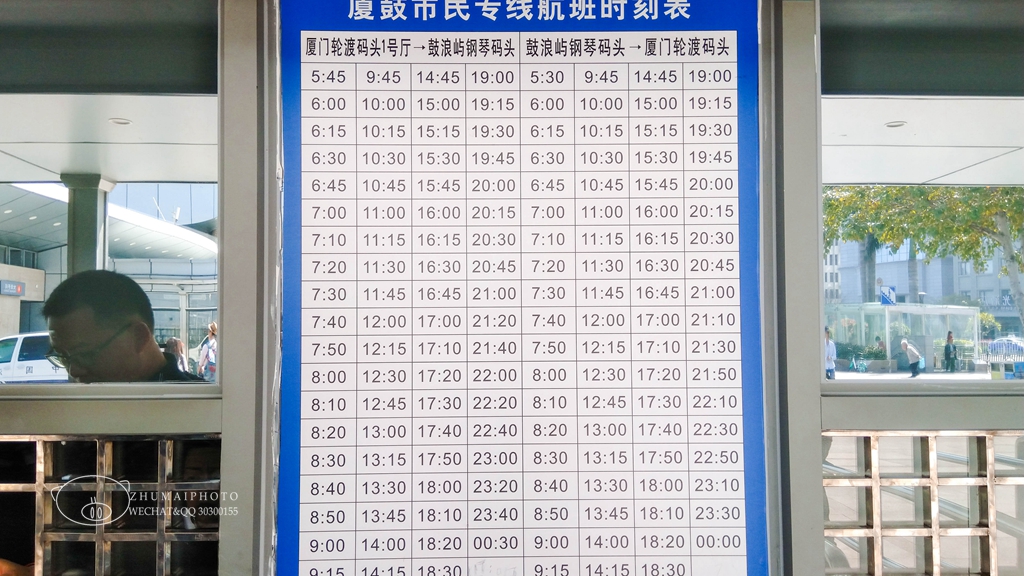 厦鼓市民专线航班时刻表
厦门轮渡码头1号厅→鼓浪屿钢琴码头 鼓浪屿钢琴码头→厦门轮渡码头
5:45 9:45 14:45 19:00 5:30 9:45 14:45 19:00
6:00 10:00 15:00 19:15 6:00 10:00 15:00 19:15
6:15 10:15 15:15 19:30 6:15 10:15 15:15 19:30
6:30 10:30 15:30 19:45 6:30 10:30 15:30 19:45
6:45 10:45 15:45 20:00 6:45 10:45 15:45 20:00
7:00 11:00 16:00 20:15 7:00 11:00 16:00 20:15
7:10 11:15 16:15 20:30 7:10 11:15 16:15 20:30
7:20 11:30 16:30 20:45 7:20 11:30 16:30 20:45
7:30 11:45 16:45 21:00 7:30 11:45 16:45 21:00
7:40 12:00 17:00 21:20 7:40 12:00 17:00 21:10
7:50 12:15 17:10 21:40 7:50 12:15 17:10 21:30
8:00 12:30 17:20 22:00 8:00 12:30 17:20 21:50
8:10 12:45 17:30 22:20 8:10 12:45 17:30 22:10
8:20 13:00 17:40 22:40 8:20 13:00 17:40 22:30
8:30 13:15 17:50 23:00 8:30 13:15 17:50 22:50
8:40 13:30 18:00 23:20 8:40 13:30 18:00 23:10
8:50 13:45 18:10 23:40 8:50 13:45 18:10 23:30
9:00 14:00 18:20 00:30 9:00 14:00 18:20 00:00
9:15 14:15 18:30 9:15 14:15 18:30
ZHUMAIPHOTO
WECHAT&QQ 30300155